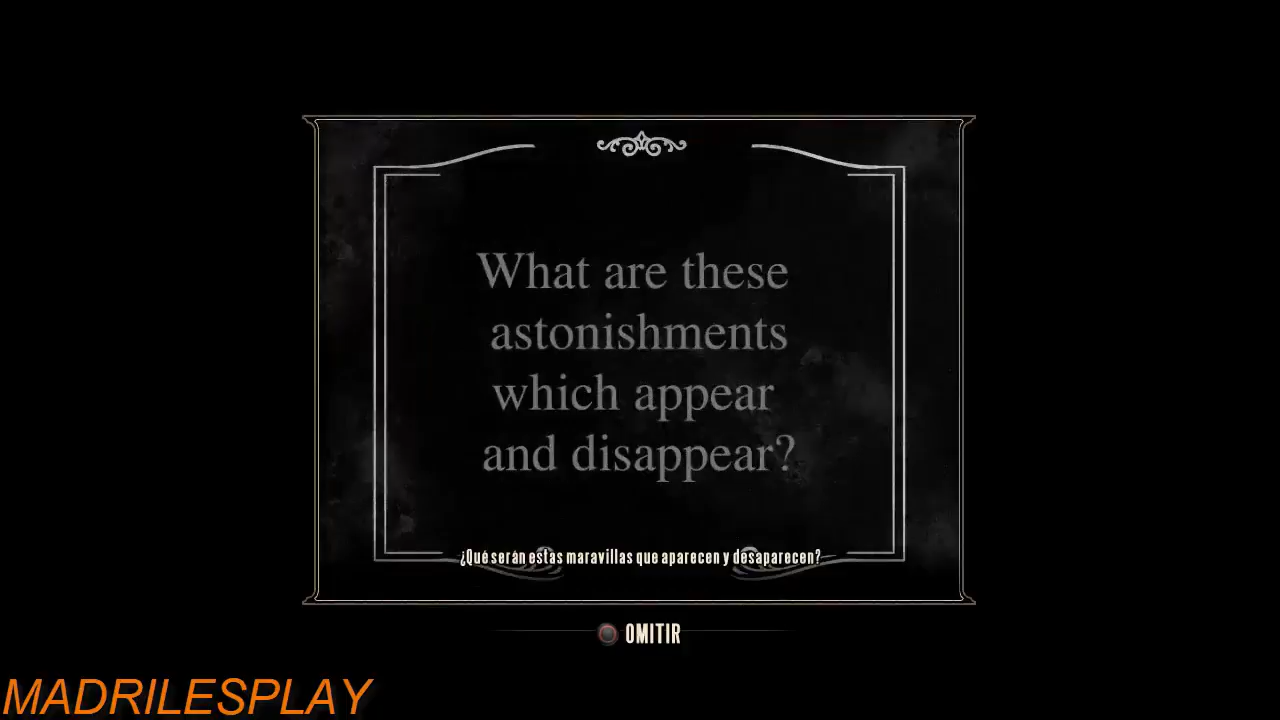 What are these
astonishments
which appear
and disappear?
¿Qué serán estas maravillas que aparecen y desaparecen?
OMITIR
MADRILESPLAY